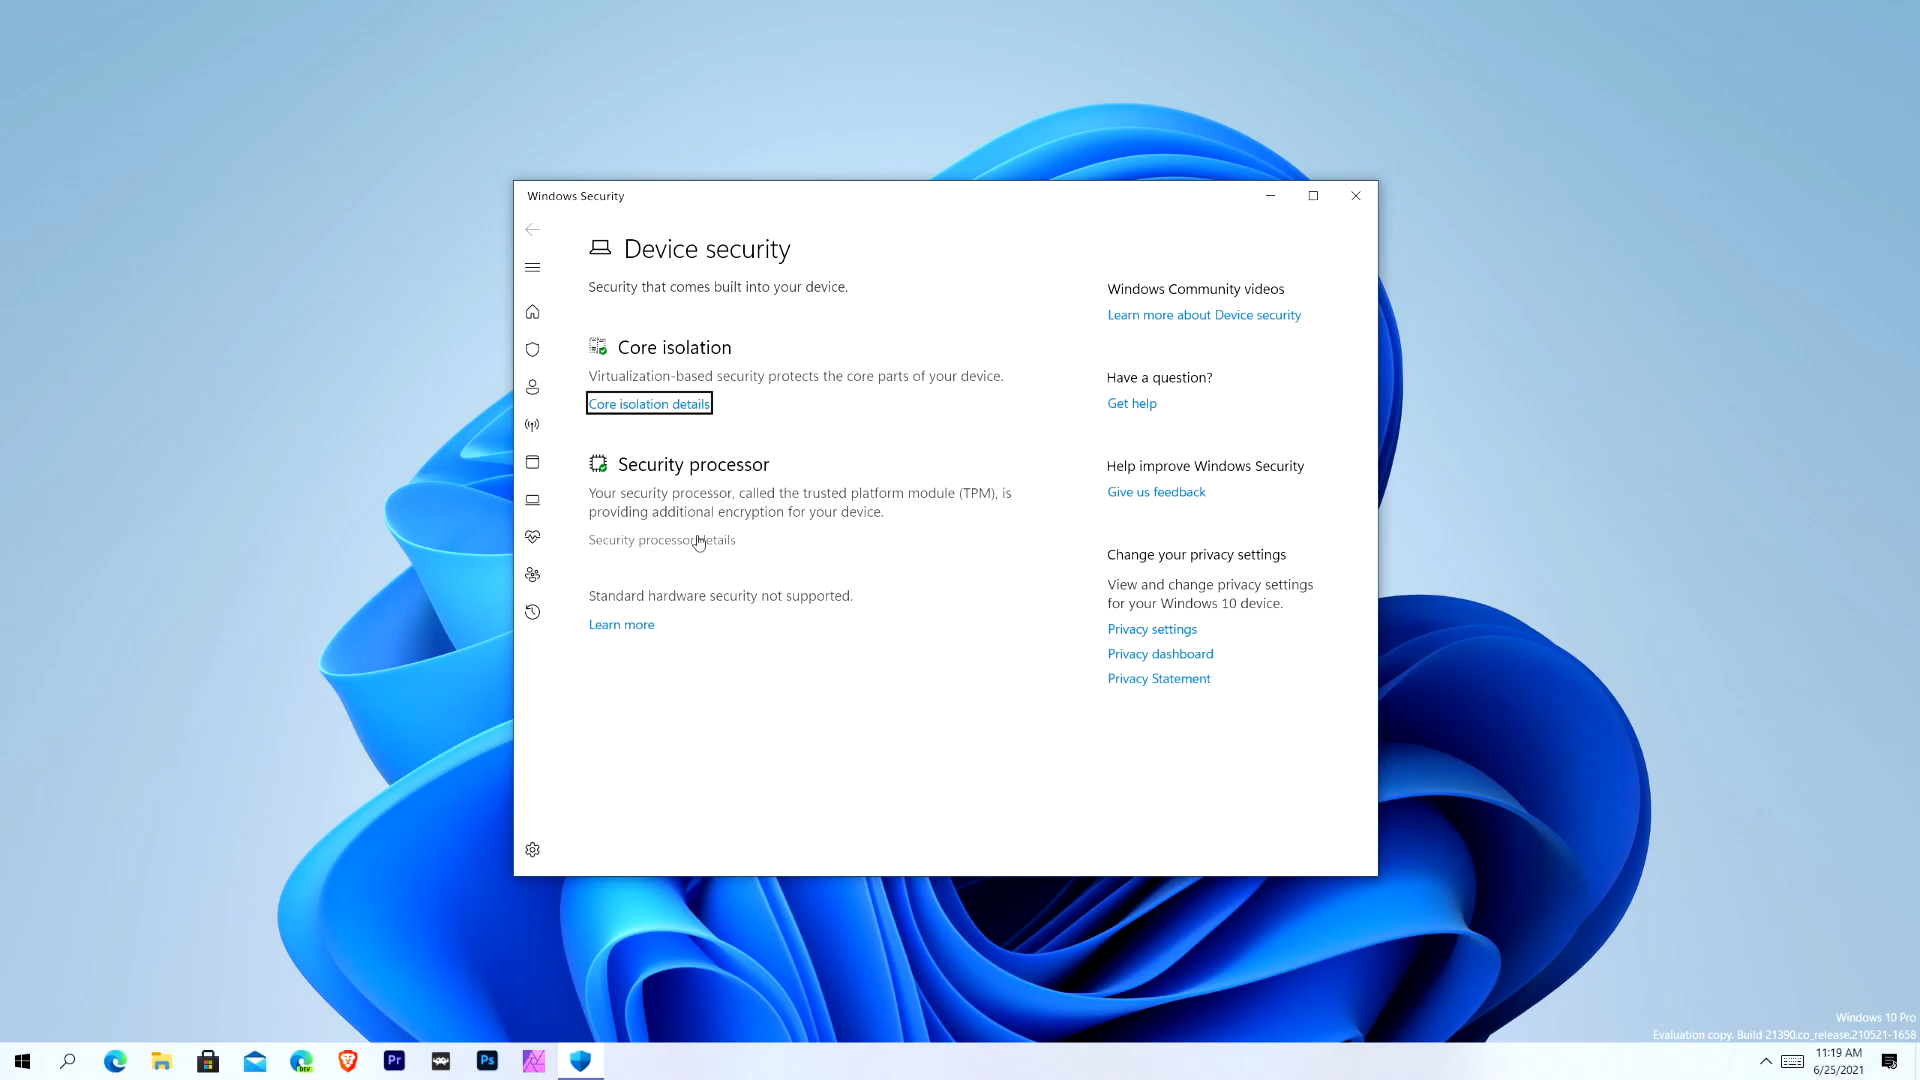 Windows Security
Device security
Security that comes built into your device.
Core isolation
Virtualization-based security protects the core parts of your device.
Core isolation details
Security processor
Your security processor, called the trusted platform module (TPM), is
providing additional encryption for your device.
Security processor details
Standard hardware security not supported.
Learn more
Windows Community videos
Learn more about Device security
Have a question?
Get help
Help improve Windows Security
Give us feedback
Change your privacy settings
View and change privacy settings
for your Windows 10 device.
Privacy settings
Privacy dashboard
Privacy Statement
Windows 10 Pro
Evaluation copy. Build 21390.co_release.210521-1658
DEV
Pr
Ps
11:19 AM
6/25/2021